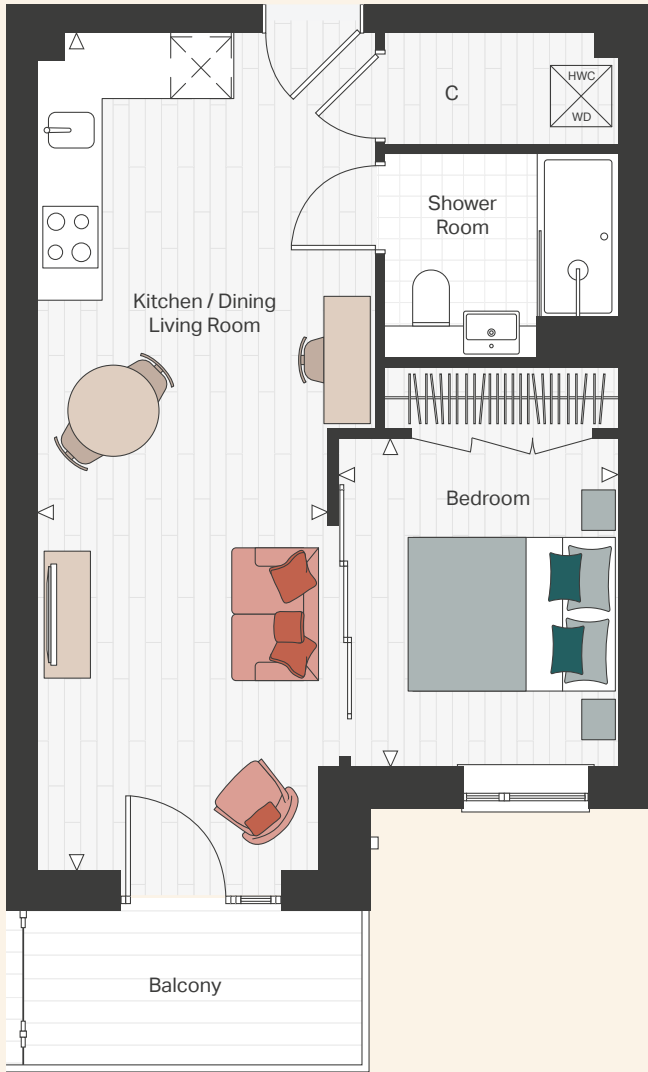 HWC
C
WD
Shower
Room
Kitchen / Dining
Living Room
Bedroom
Balcony